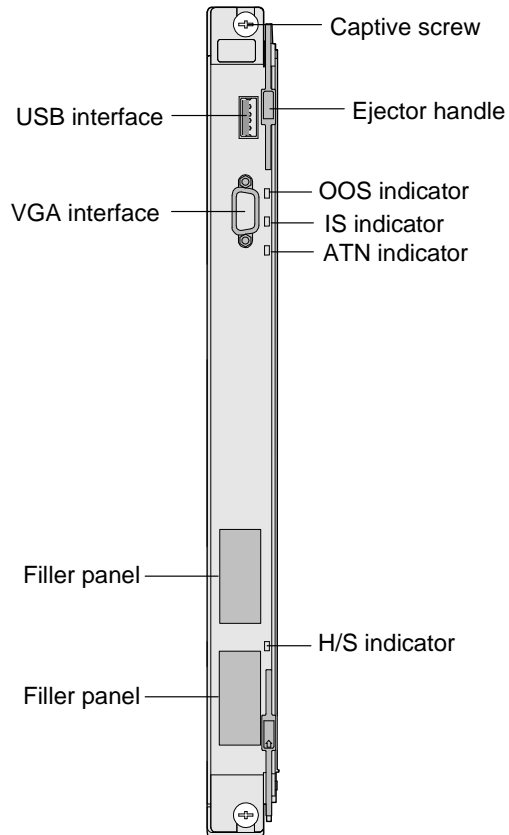 Captive screw
USB interface
Ejector handle
OOS indicator
VGA interface
IS indicator
ATN indicator
Filler panel
H/S indicator
Filler panel